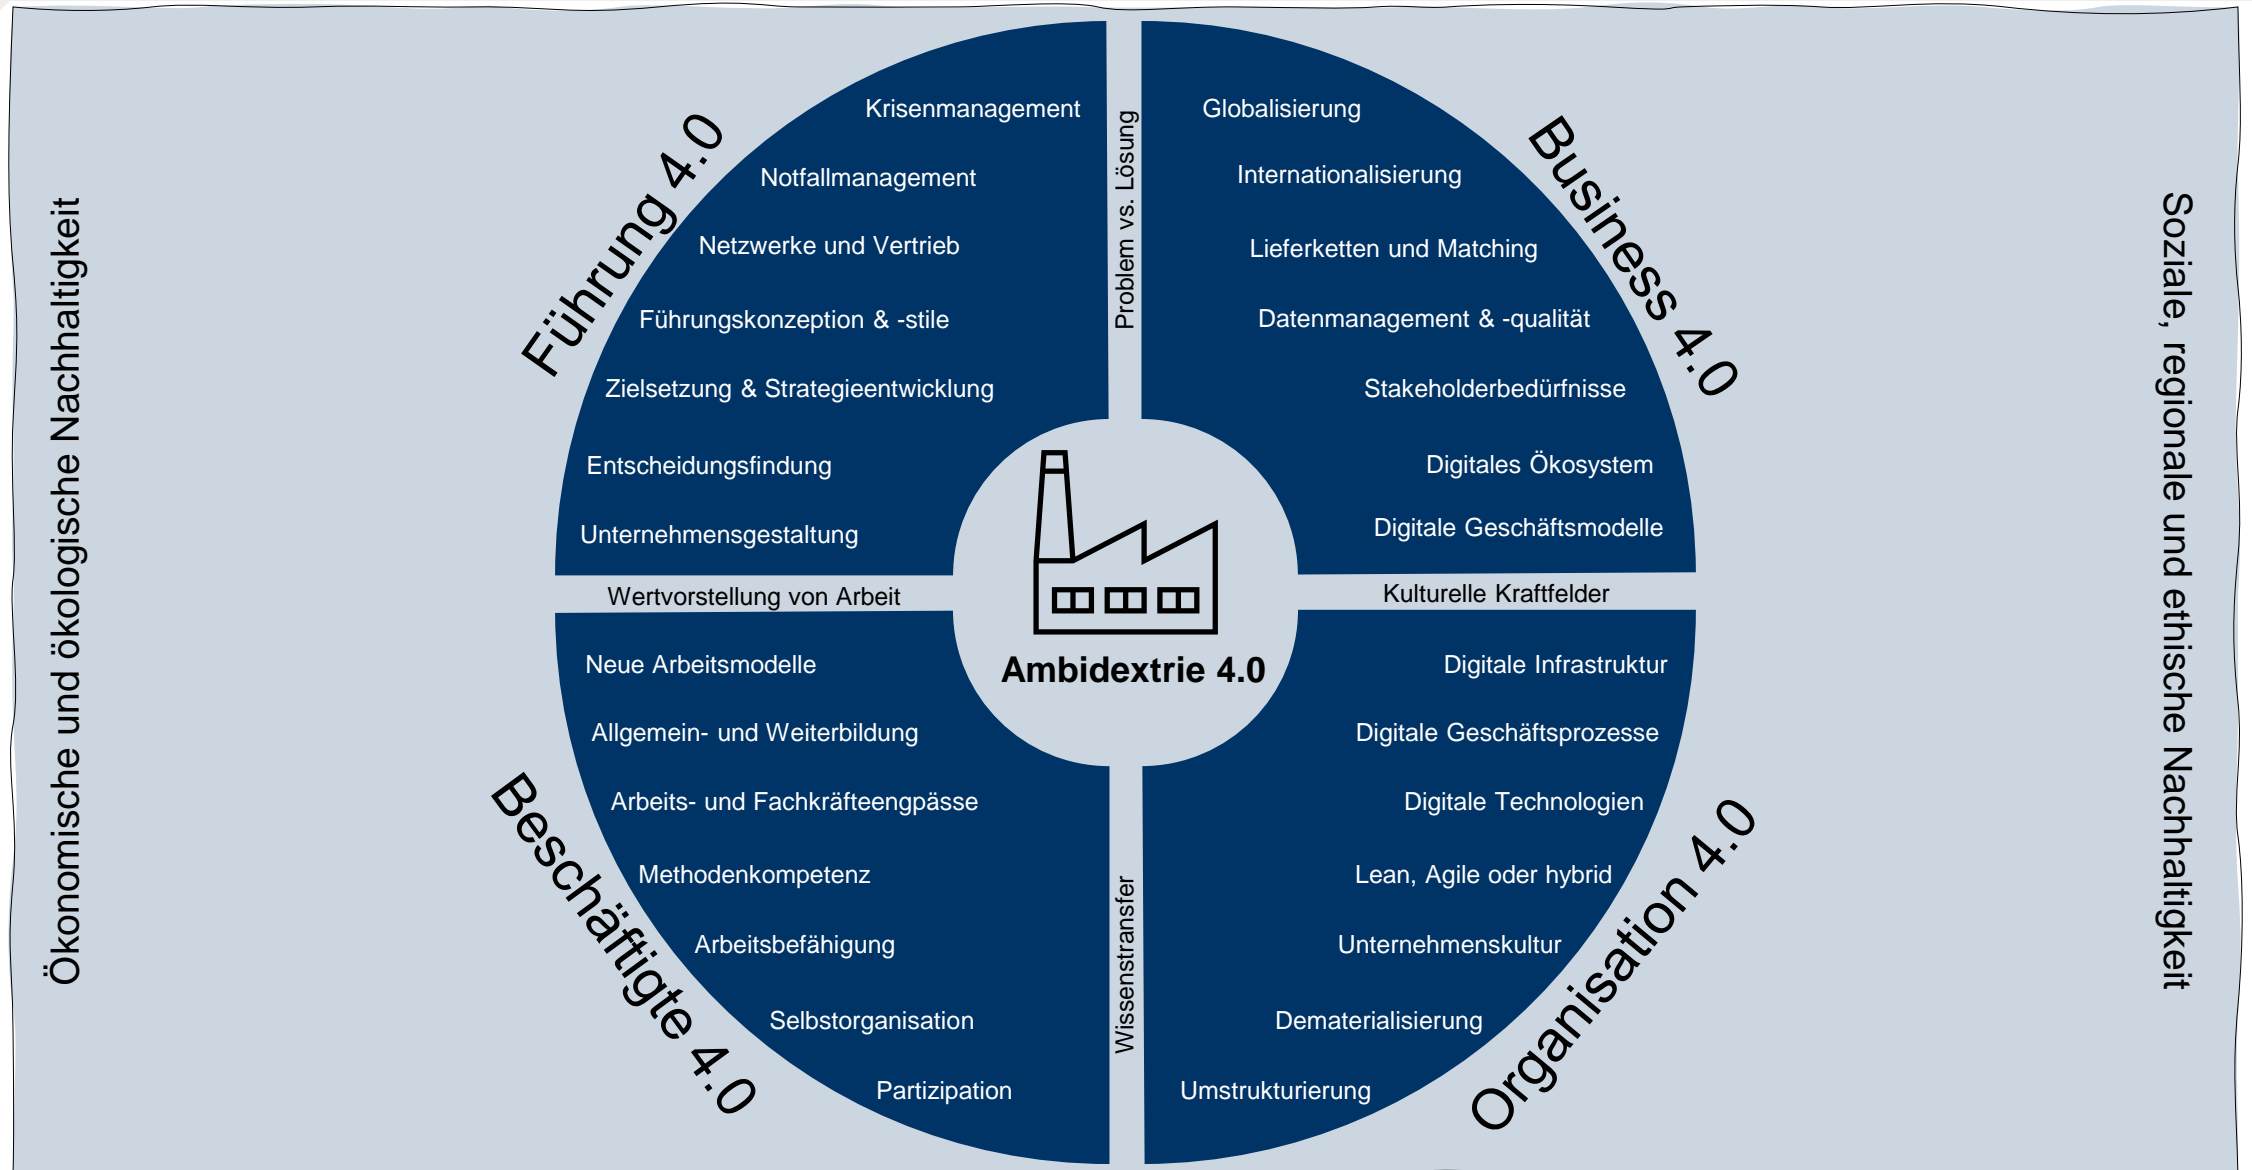 Ökonomische und ökologische Nachhaltigkeit
Führung 4.0
Krisenmanagement
Notfallmanagement
Netzwerke und Vertrieb
Führungskonzeption & -stile
Zielsetzung & Strategieentwicklung
Entscheidungsfindung
Unternehmensgestaltung
Problem vs. Lösung
Business 4.0
Globalisierung
Internationalisierung
Lieferketten und Matching
Datenmanagement & -qualität
Stakeholderbedürfnisse
Digitales Ökosystem
Digitale Geschäftsmodelle
Wertvorstellung von Arbeit
Ambidextrie 4.0
Kulturelle Kraftfelder
Beschäftigte 4.0
Neue Arbeitsmodelle
Allgemein- und Weiterbildung
Arbeits- und Fachkräfteengpässe
Methodenkompetenz
Arbeitsbefähigung
Selbstorganisation
Partizipation
Wissenstransfer
Organisation 4.0
Digitale Infrastruktur
Digitale Geschäftsprozesse
Digitale Technologien
Lean, Agile oder hybrid
Unternehmenskultur
Dematerialisierung
Umstrukturierung
Soziale, regionale und ethische Nachhaltigkeit